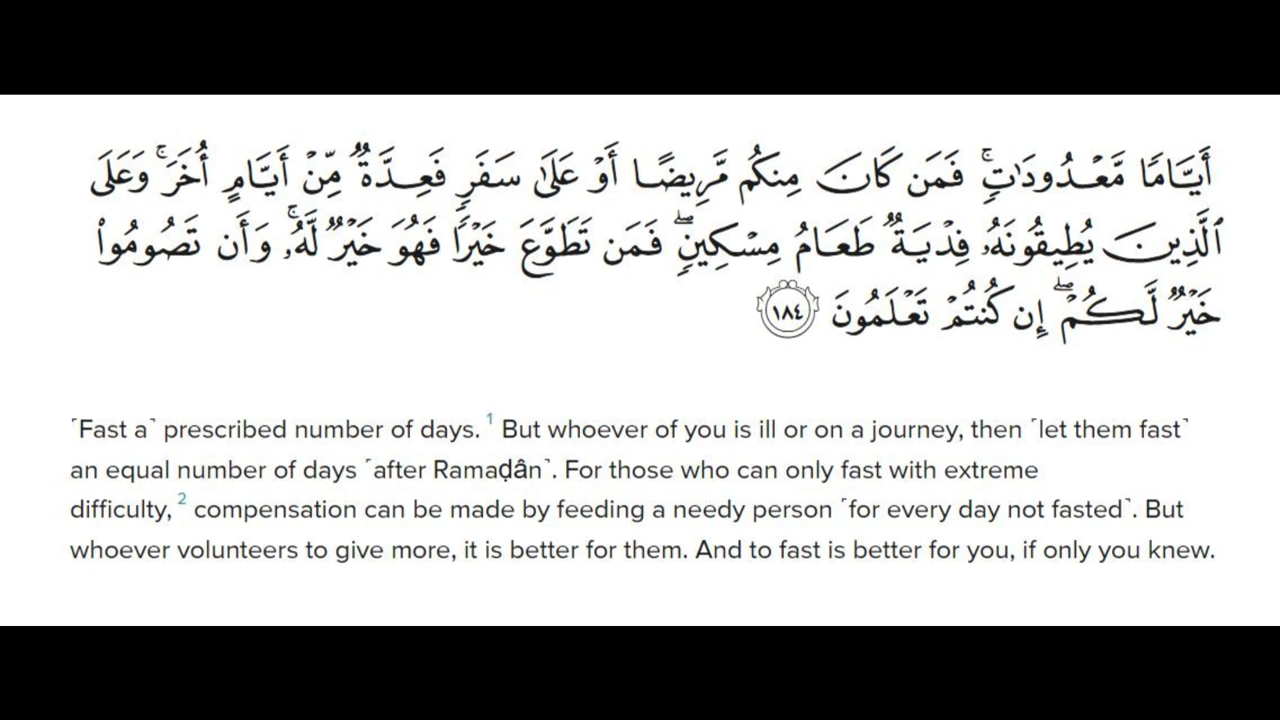 أَيَّامًا مَّعْدُودَٰتٍۚ فَمَن كَانَ مِنكُم مَّرِيضًا أَوْ عَلَىٰ سَفَرٍ فَعِدَّةٌ مِّنْ أَيَّامٍ أُخَرَۚ وَعَلَى
ٱلَّذِينَ يُطِيقُونَهُۥ فِدْيَةٌ طَعَامُ مِسْكِينٍۖ فَمَن تَطَوَّعَ خَيْرًا فَهُوَ خَيْرٌ لَّهُۥۚ وَأَن تَصُومُوا۟
خَيْرٌ لَّكُمْۖ إِن كُنتُمْ تَعْلَمُونَ ١٨٤
˹Fast a˺ prescribed number of days. 1 But whoever of you is ill or on a journey, then ˹let them fast˺
an equal number of days ˹after Ramaḍân˺. For those who can only fast with extreme
difficulty, 2 compensation can be made by feeding a needy person ˹for every day not fasted˺. But
whoever volunteers to give more, it is better for them. And to fast is better for you, if only you knew.